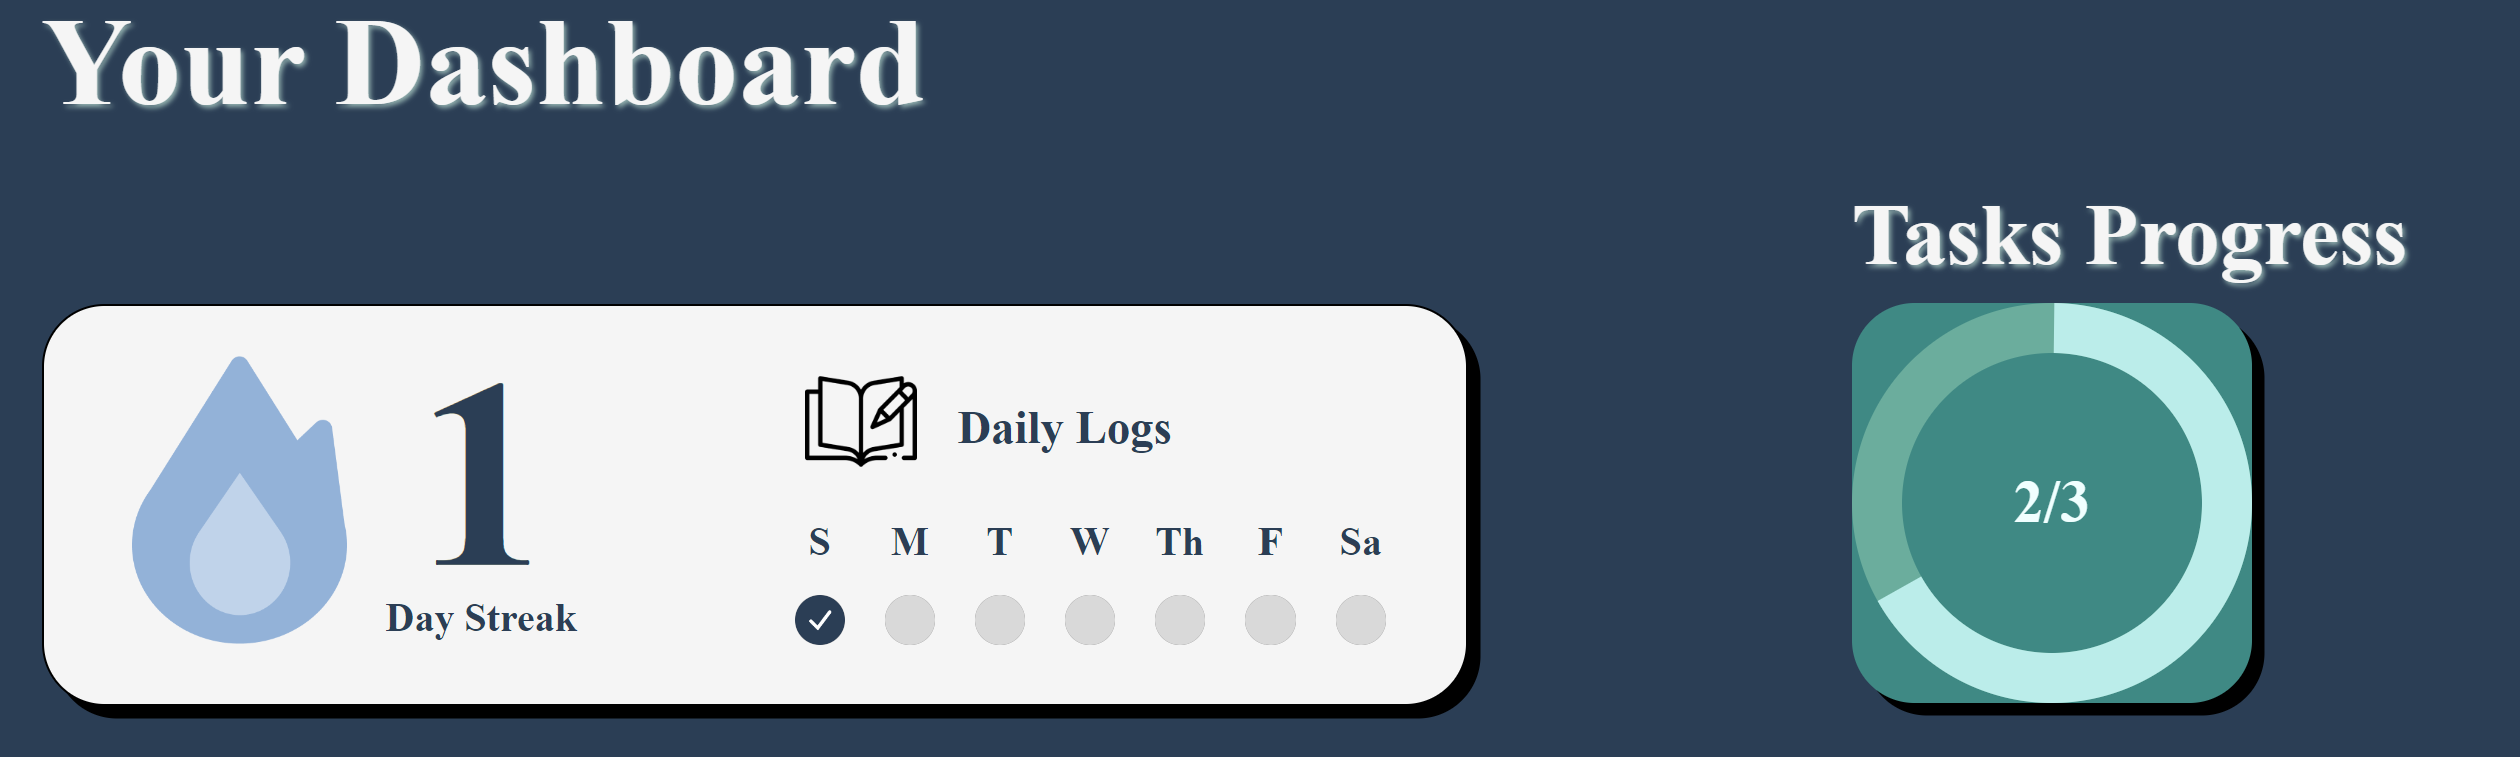 Your Dashboard
Tasks Progress
1
Day Streak
Daily Logs
S M T W Th F Sa
2/3